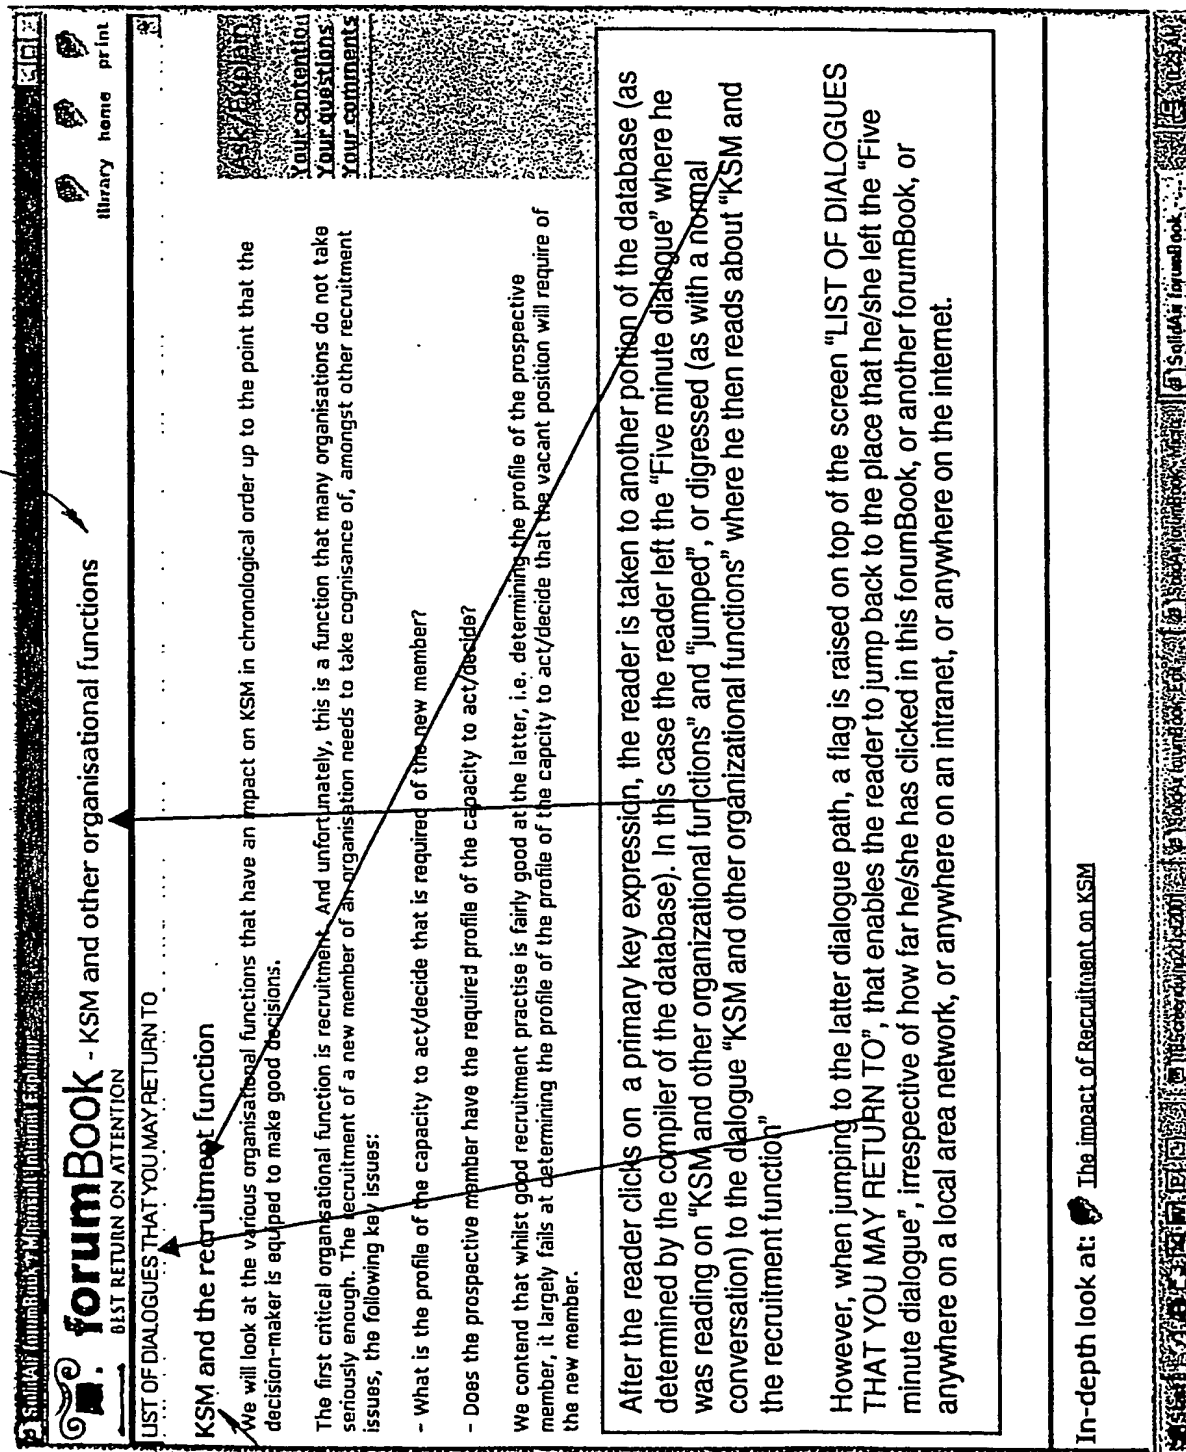 forumBOOK - KSM and other organisational functions
BEST RETURN ON ATTENTION
library home print
LIST OF DIALOGUES THAT YOU MAY RETURN TO
KSM and the recruitment function
We will look at the various organisational functions that have an impact on KSM in chronological order up to the point that the
decision-maker is equiped to make good decisions.
The first critical organisational function is recruitment. And unfortunately, this is a function that many organisations do not take
seriously enough. The recruitment of a new member of an organisation needs to take cognisance of, amongst other recruitment
issues, the following key issues:
- What is the profile of the capacity to act/decide that is required of the new member?
- Does the prospective member have the required profile of the capacity to act/decide?
We contend that whilst good recruitment practise is fairly good at the latter, i.e. determining the profile of the prospective
member, it largely fails at determining the profile of the profile of the capcity to act/decide that the vacant position will require of
the new member.
Ask/Explain
Your contention
Your questions
Your comments
After the reader clicks on a primary key expression, the reader is taken to another portion of the database (as
determined by the compiler of the database). In this case the reader left the "Five minute dialogue" where he
was reading on "KSM and other organizational functions" and "jumped", or digressed (as with a normal
conversation) to the dialogue "KSM and other organizational functions" where he then reads about "KSM and
the recruitment function"
However, when jumping to the latter dialogue path, a flag is raised on top of the screen "LIST OF DIALOGUES
THAT YOU MAY RETURN TO", that enables the reader to jump back to the place that he/she left the "Five
minute dialogue", irrespective of how far he/she has clicked in this forumBook, or another forumBook, or
anywhere on a local area network, or anywhere on an intranet, or anywhere on the internet.
In-depth look at: The impact of Recruitment on KSM
SolidAir forumBook